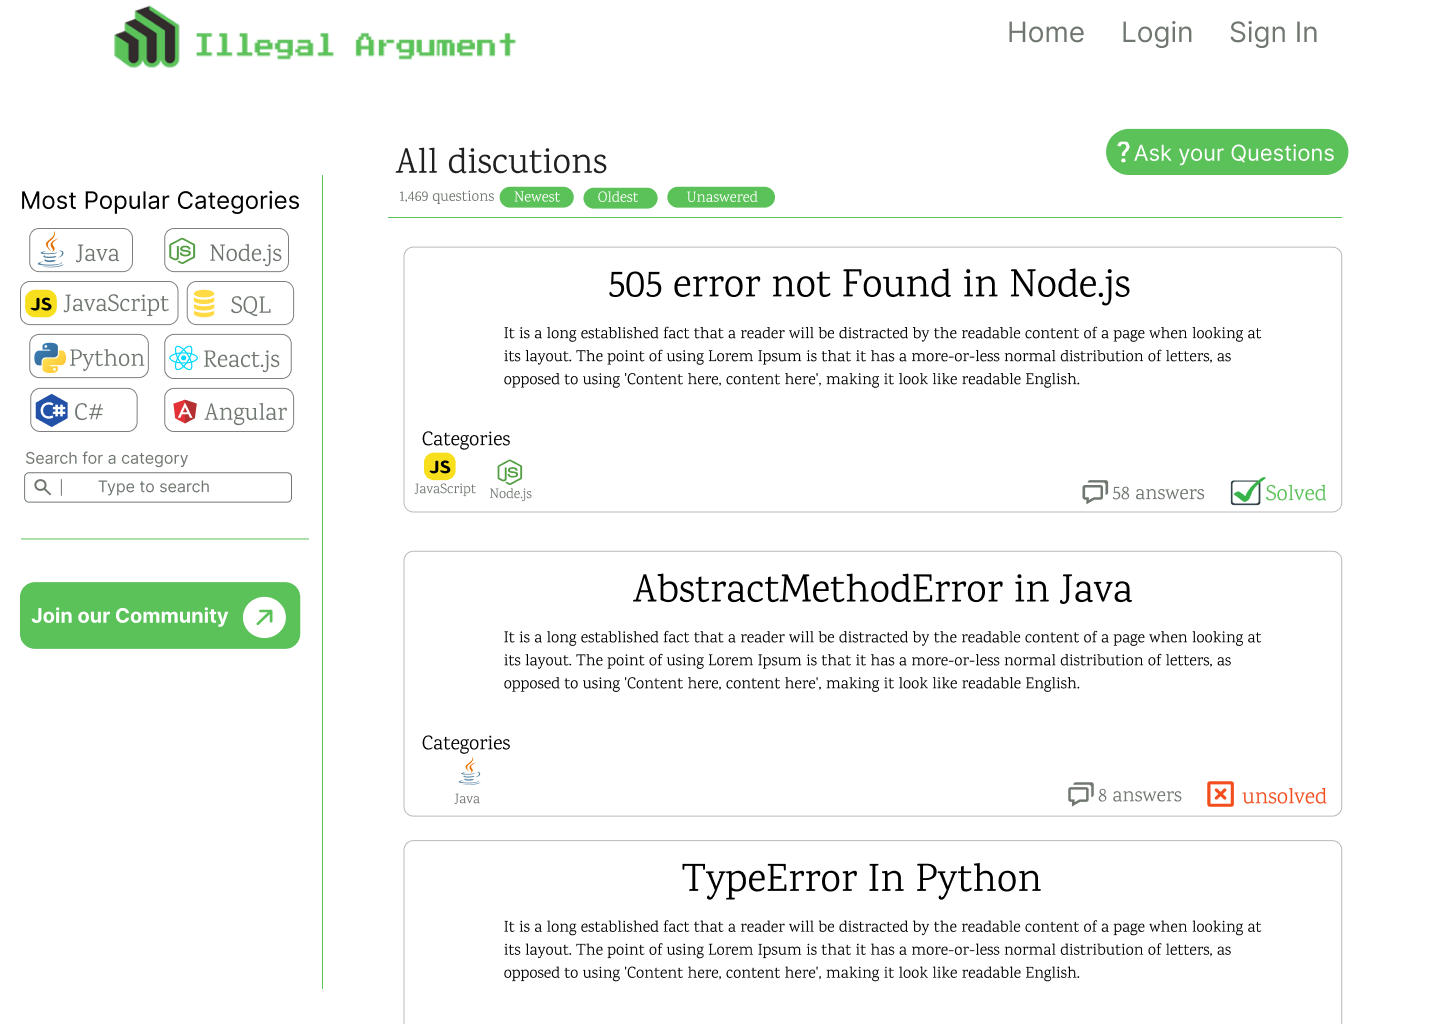 Illegal Argument
Home Login Sign In
All discutions
?Ask your Questions
1,469 questions Newest Oldest Unaswered
Most Popular Categories
Java JS Node.js
JS JavaScript SQL
Python React.js
C# C# A Angular
Search for a category
Type to search
Join our Community
505 error not Found in Node.js
It is a long established fact that a reader will be distracted by the readable content of a page when looking at
its layout. The point of using Lorem Ipsum is that it has a more-or-less normal distribution of letters, as
opposed to using 'Content here, content here', making it look like readable English.
Categories
JS JS
JavaScript Node.js
58 answers Solved
AbstractMethodError in Java
It is a long established fact that a reader will be distracted by the readable content of a page when looking at
its layout. The point of using Lorem Ipsum is that it has a more-or-less normal distribution of letters, as
opposed to using 'Content here, content here', making it look like readable English.
Categories
Java
8 answers unsolved
TypeError In Python
It is a long established fact that a reader will be distracted by the readable content of a page when looking at
its layout. The point of using Lorem Ipsum is that it has a more-or-less normal distribution of letters, as
opposed to using 'Content here, content here', making it look like readable English.